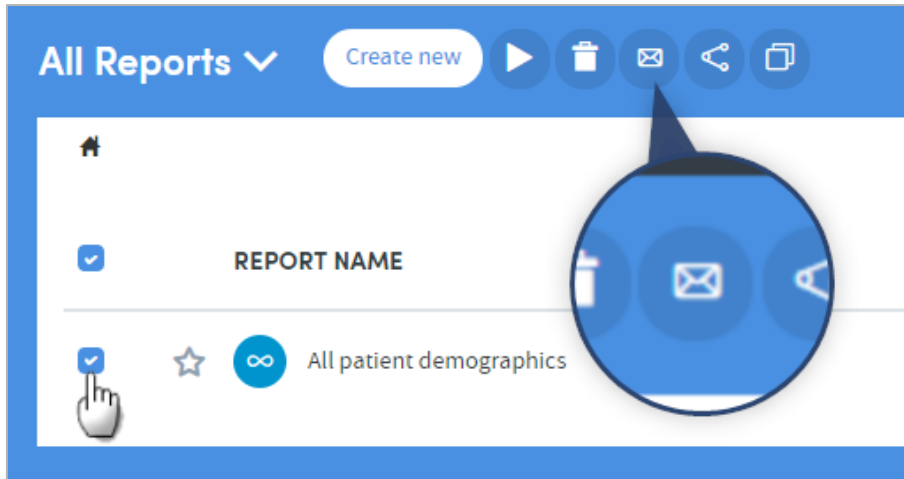 All Reports
Create new
REPORT NAME
All patient demographics